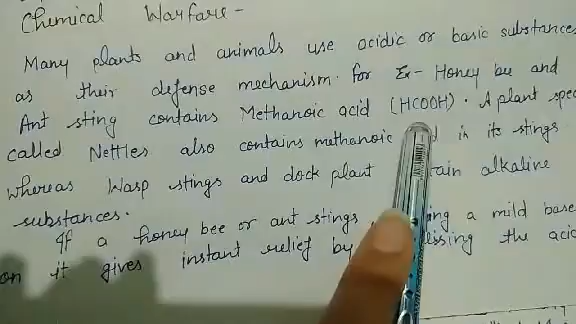 Chemical Warfare -
Many plants and animals use acidic or basic substances
as their defense mechanism. for Ex - Honey bee and
Ant sting contains Methanoic acid (HCOOH). A plant
called Nettles also contains methanoic in its stings
whereas Wasp stings and dock plant alkaline
substances.
If a honey bee or ant stings a mild base
on it gives instant relief by the